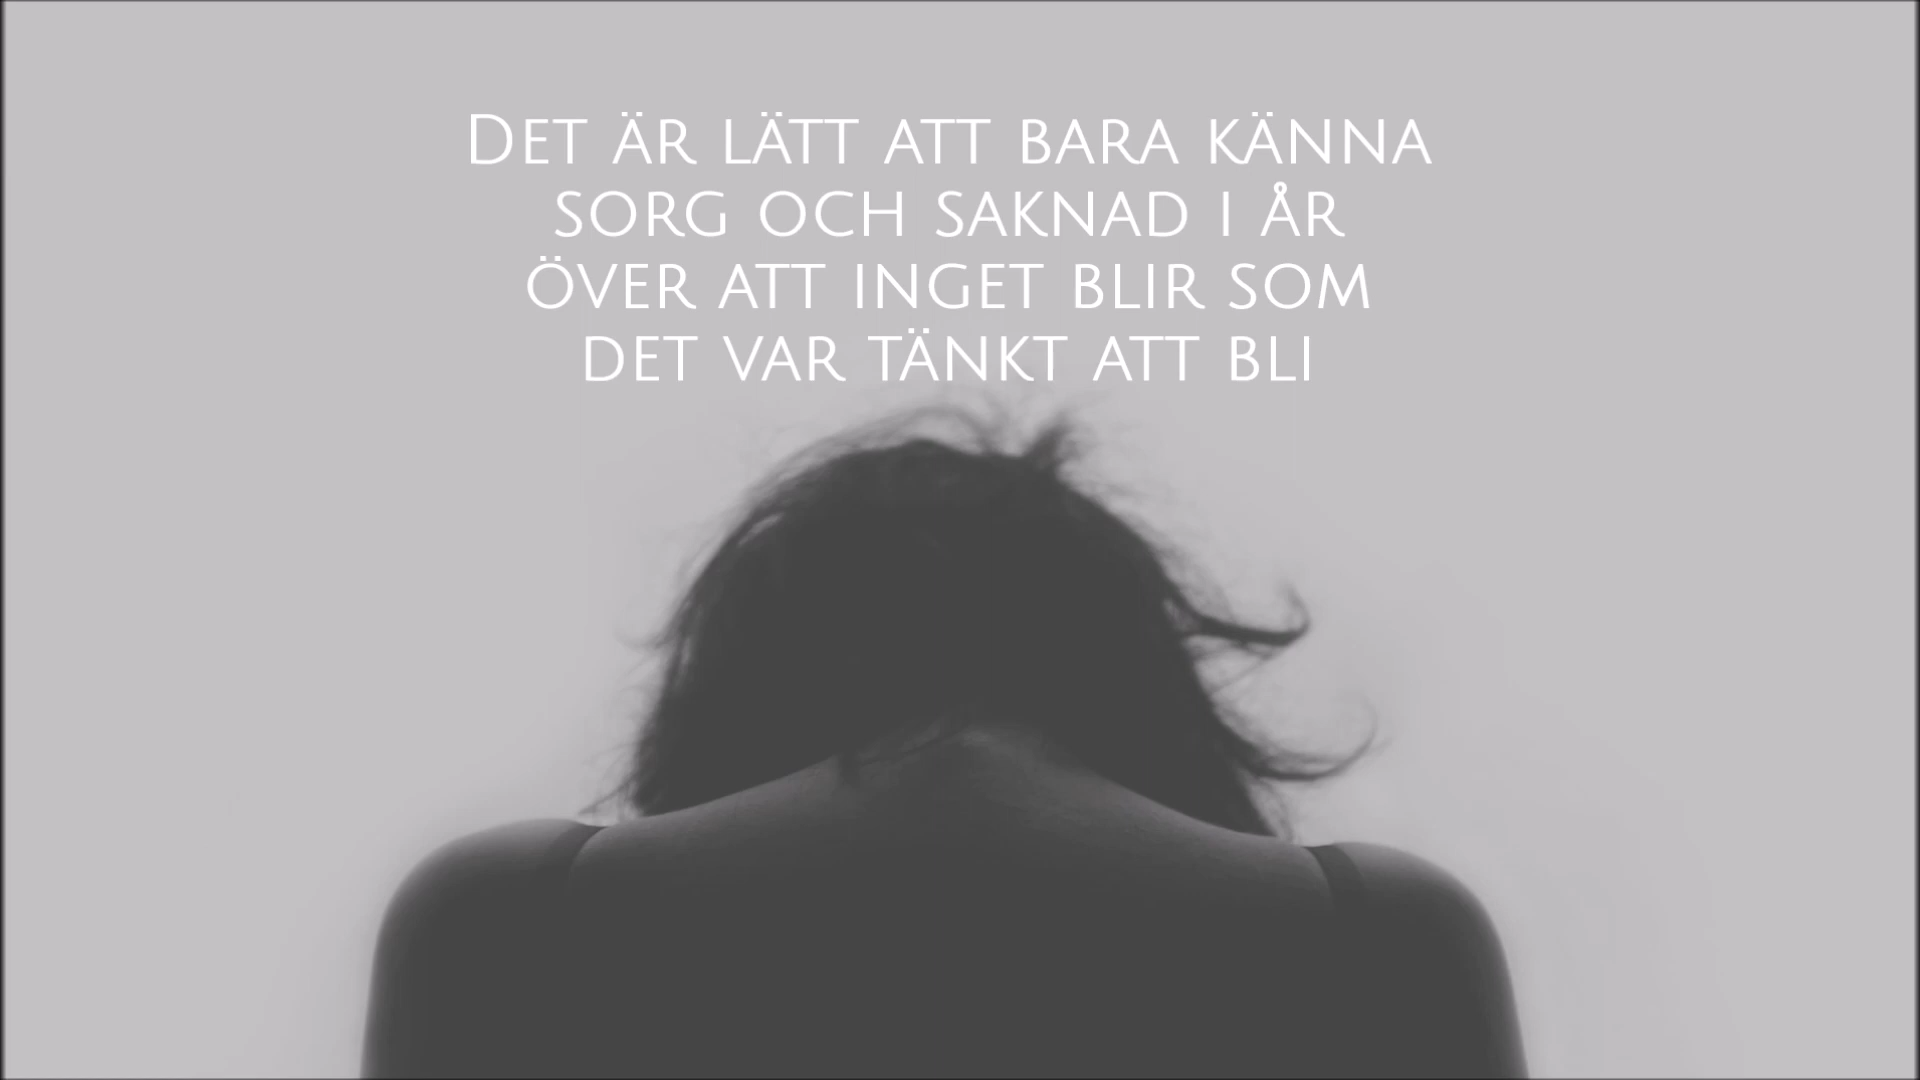 Det är lätt att bara känna
sorg och saknad i år
över att inget blir som
det var tänkt att bli